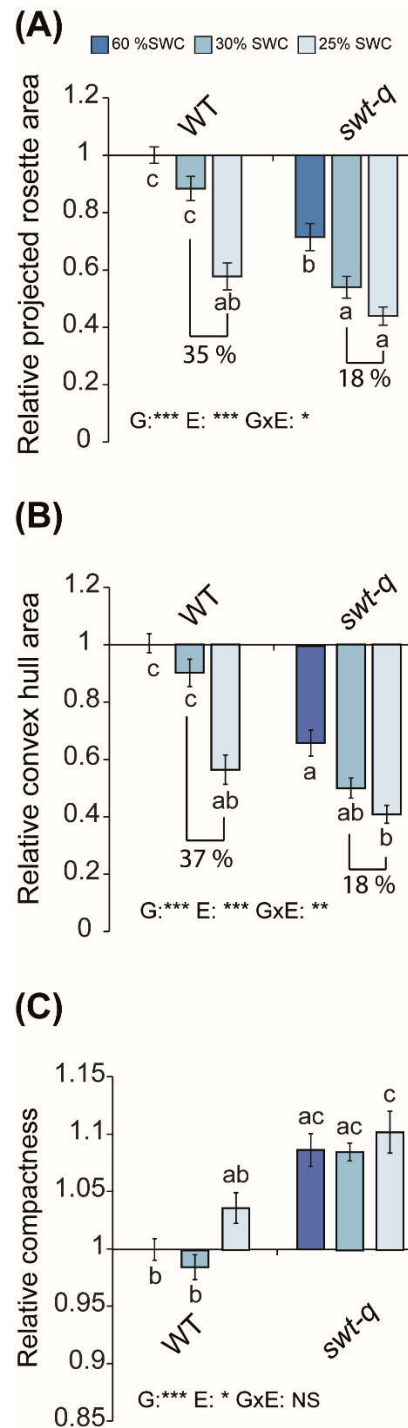 (A)
60 %SWC 30% SWC 25% SWC
Relative projected rosette area
1.2
1
0.8
0.6
0.4
0.2
0
WT
swt-q
c
c
ab
b
a
a
35 %
18 %
G:*** E: *** GxE: *
(B)
Relative convex hull area
1.2
1
0.8
0.6
0.4
0.2
0
WT
swt-q
c
c
ab
a
ab
b
37 %
18 %
G:*** E: *** GxE: **
(C)
Relative compactness
1.15
1.10
1.05
1
0.95
0.9
0.85
b
b
ab
ac
ac
c
WT
swt-q
G:*** E: * GxE: NS